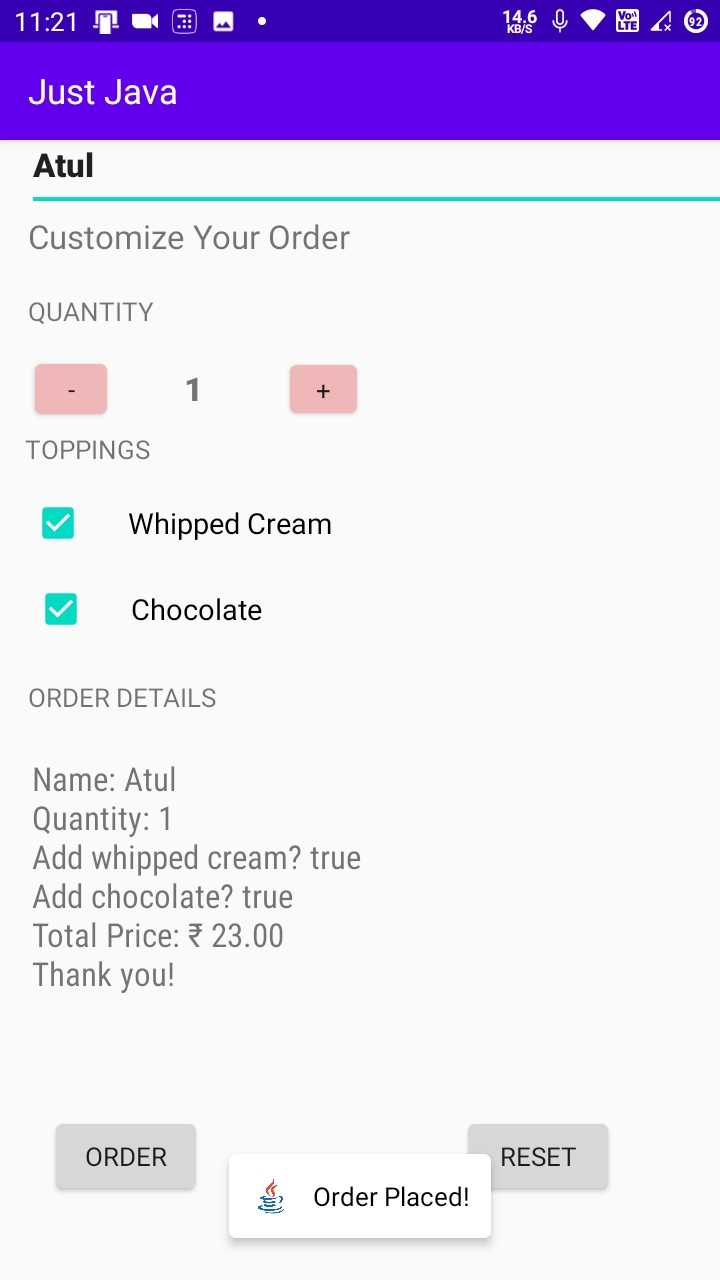 11:21 14.6 KB/S Vo) LTE 92
Just Java
Atul
Customize Your Order
QUANTITY
- 1 +
TOPPINGS
Whipped Cream
Chocolate
ORDER DETAILS
Name: Atul
Quantity: 1
Add whipped cream? true
Add chocolate? true
Total Price: ₹ 23.00
Thank you!
ORDER RESET
Order Placed!